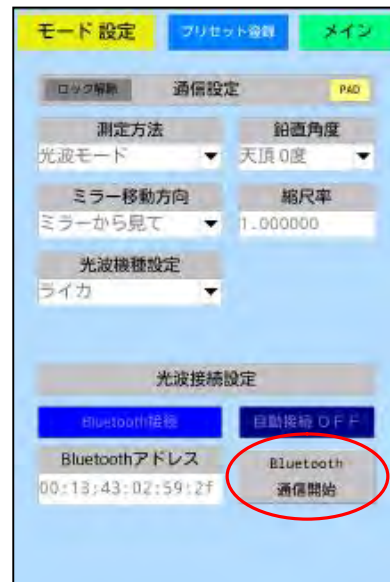 モード 設定
プリセット登録
メイン
ロック解除
通信設定
PAD
測定方法
鉛直角度
光波モード
天頂 0度
ミラー移動方向
縮尺率
ミラーから見て
1.000000
光波機種設定
ライカ
光波接続設定
Bluetooth接続
自動接続 OFF
Bluetoothアドレス
Bluetooth
通信開始
00:13:43:02:59:2f